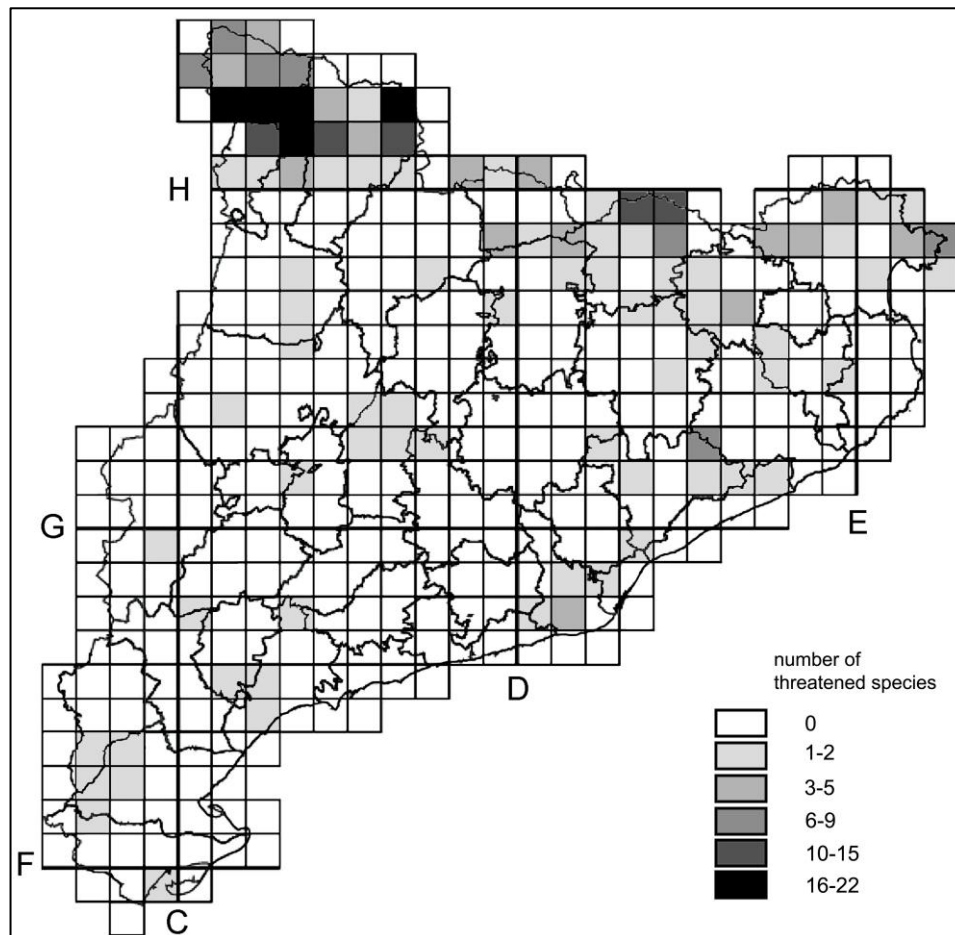 H
G
E
D
F
C
number of
threatened species
0
1-2
3-5
6-9
10-15
16-22